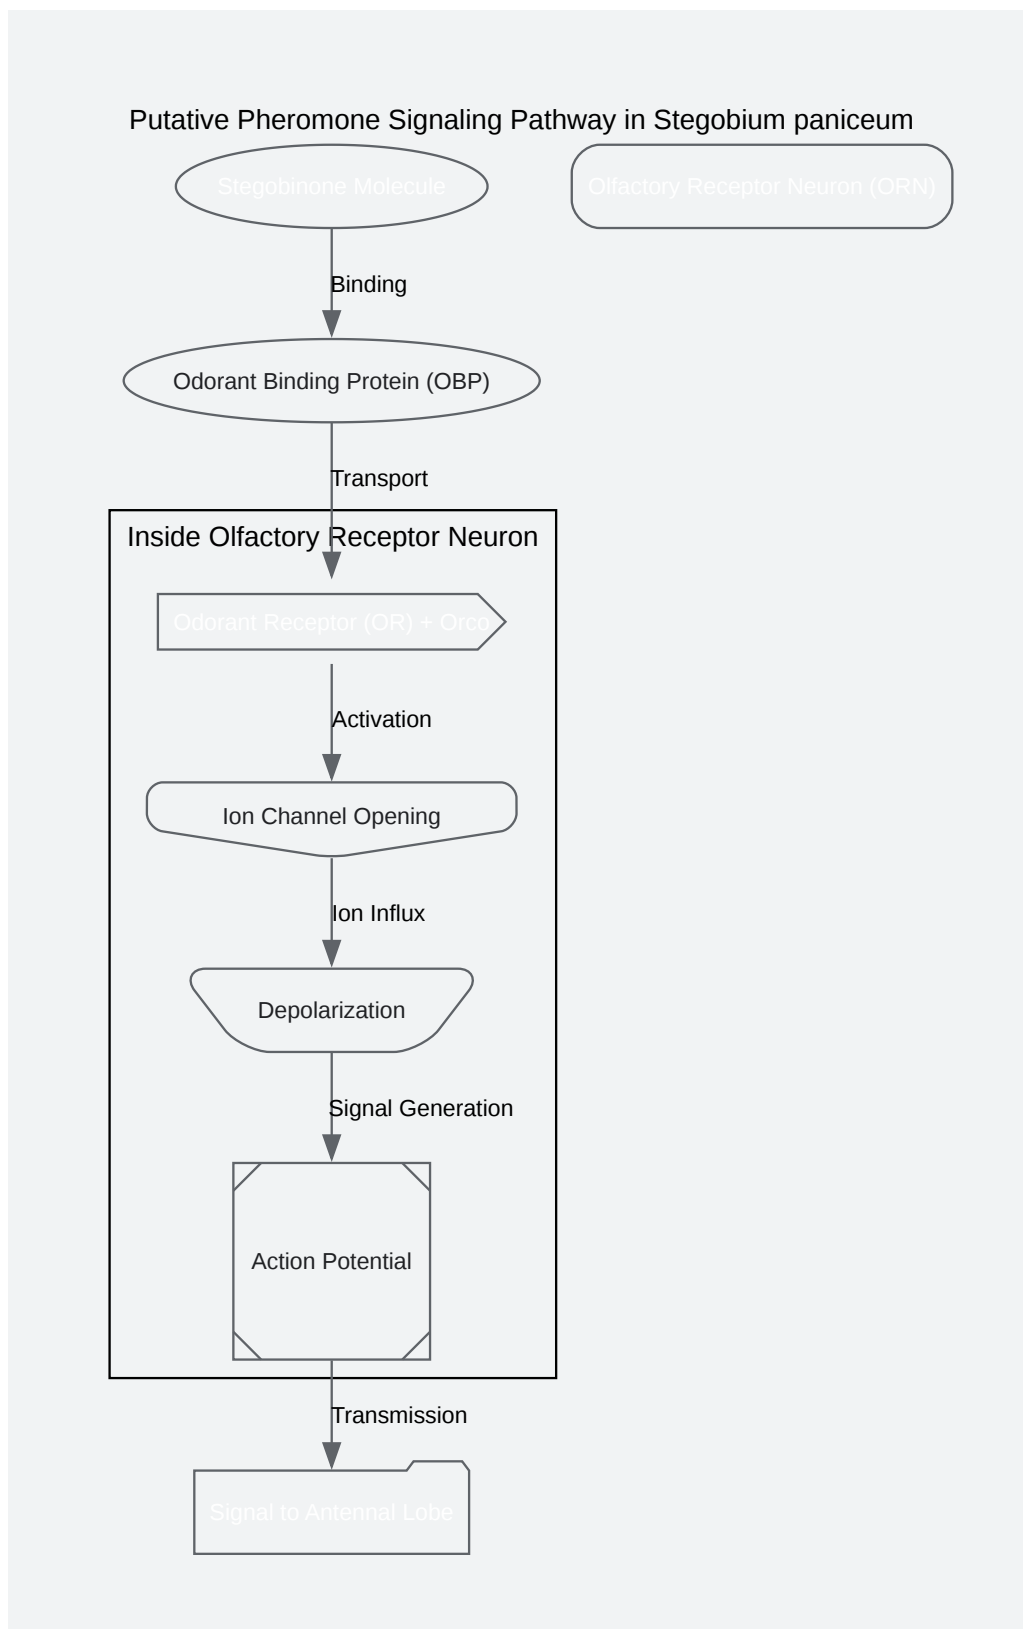 Putative Pheromone Signaling Pathway in Stegobium paniceum
Stegobinone Molecule
Olfactory Receptor Neuron (ORN)
Binding
Odorant Binding Protein (OBP)
Transport
Inside Olfactory Receptor Neuron
Odorant Receptor (OR) + Orco
Activation
Ion Channel Opening
Ion Influx
Depolarization
Signal Generation
Action Potential
Transmission
Signal to Antennal Lobe